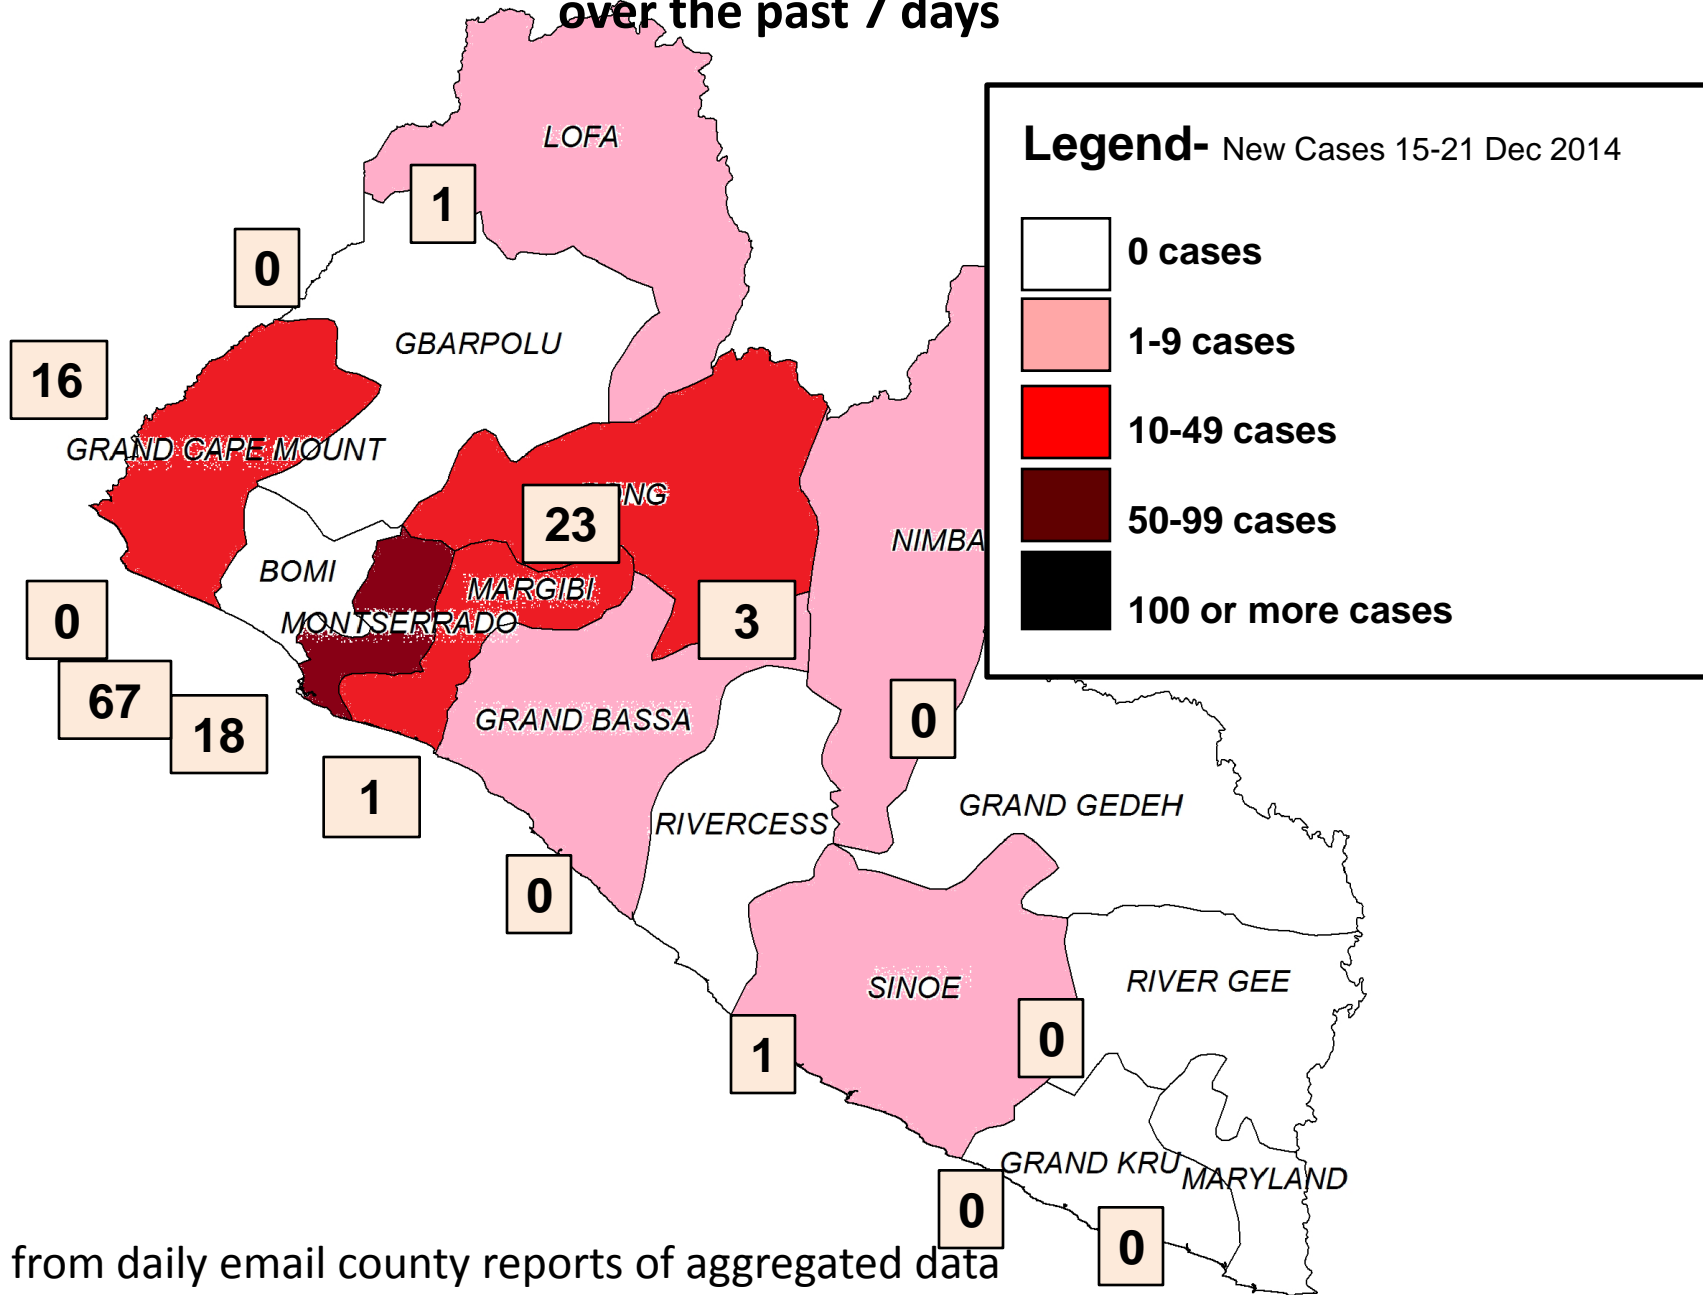 over the past 7 days
Legend- New Cases 15-21 Dec 2014
0 cases
1-9 cases
10-49 cases
50-99 cases
100 or more cases
LOFA
1
0
GBARPOLU
16
GRAND CAPE MOUNT
NG
23
NIMBA
BOMI
MARGIBI
MONTSERRADO
0
3
67
18
GRAND BASSA
0
1
RIVERCESS
GRAND GEDEH
0
SINOE
RIVER GEE
1
0
GRAND KRU
MARYLAND
0
0
from daily email county reports of aggregated data